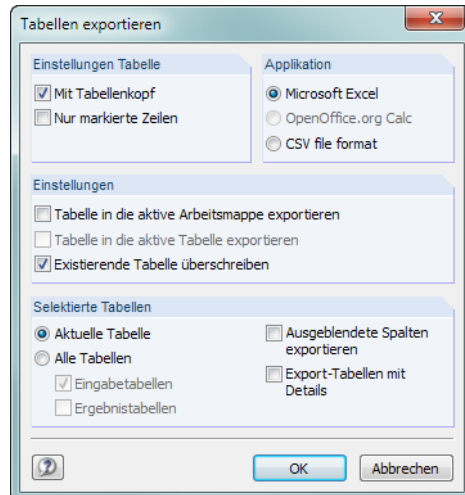 Tabellen exportieren
Einstellungen Tabelle
Mit Tabellenkopf
Nur markierte Zeilen
Applikation
Microsoft Excel
OpenOffice.org Calc
CSV file format
Einstellungen
Tabelle in die aktive Arbeitsmappe exportieren
Tabelle in die aktive Tabelle exportieren
Existierende Tabelle überschreiben
Selektierte Tabellen
Aktuelle Tabelle
Alle Tabellen
Eingabetabellen
Ergebnistabellen
Ausgeblendete Spalten
exportieren
Export-Tabellen mit
Details
OK
Abbrechen